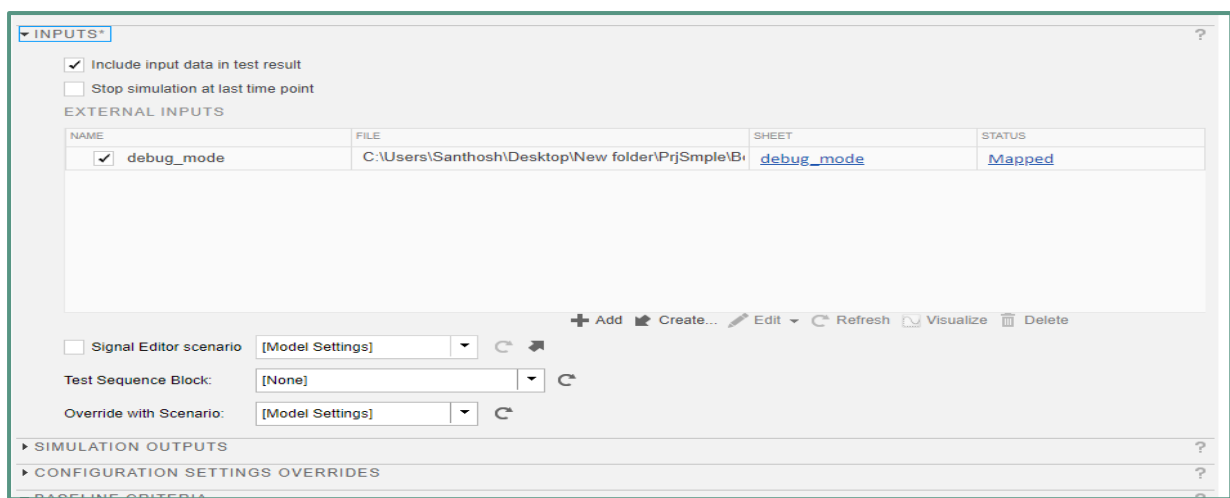 INPUTS*
?
Include input data in test result
Stop simulation at last time point
EXTERNAL INPUTS
NAME FILE SHEET STATUS
debug_mode C:\Users\Santhosh\Desktop\New folder\PrjSmple\B debug_mode Mapped
Add Create... Edit Refresh Visualize Delete
Signal Editor scenario [Model Settings]
Test Sequence Block: [None]
Override with Scenario: [Model Settings]
SIMULATION OUTPUTS ?
CONFIGURATION SETTINGS OVERRIDES ?
BASELINE CRITERIA ?